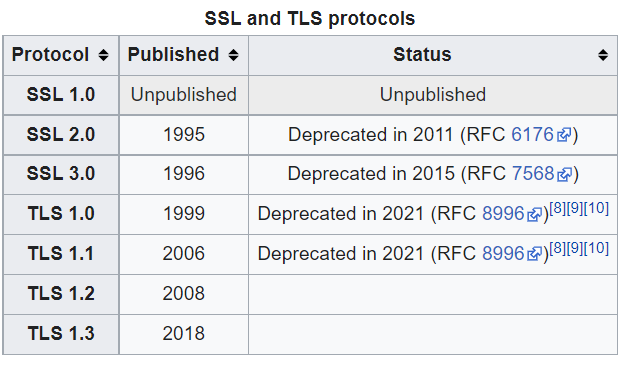 SSL and TLS protocols
Protocol Published Status
SSL 1.0 Unpublished Unpublished
SSL 2.0 1995 Deprecated in 2011 (RFC 6176)
SSL 3.0 1996 Deprecated in 2015 (RFC 7568)
TLS 1.0 1999 Deprecated in 2021 (RFC 8996)[8][9][10]
TLS 1.1 2006 Deprecated in 2021 (RFC 8996)[8][9][10]
TLS 1.2 2008
TLS 1.3 2018